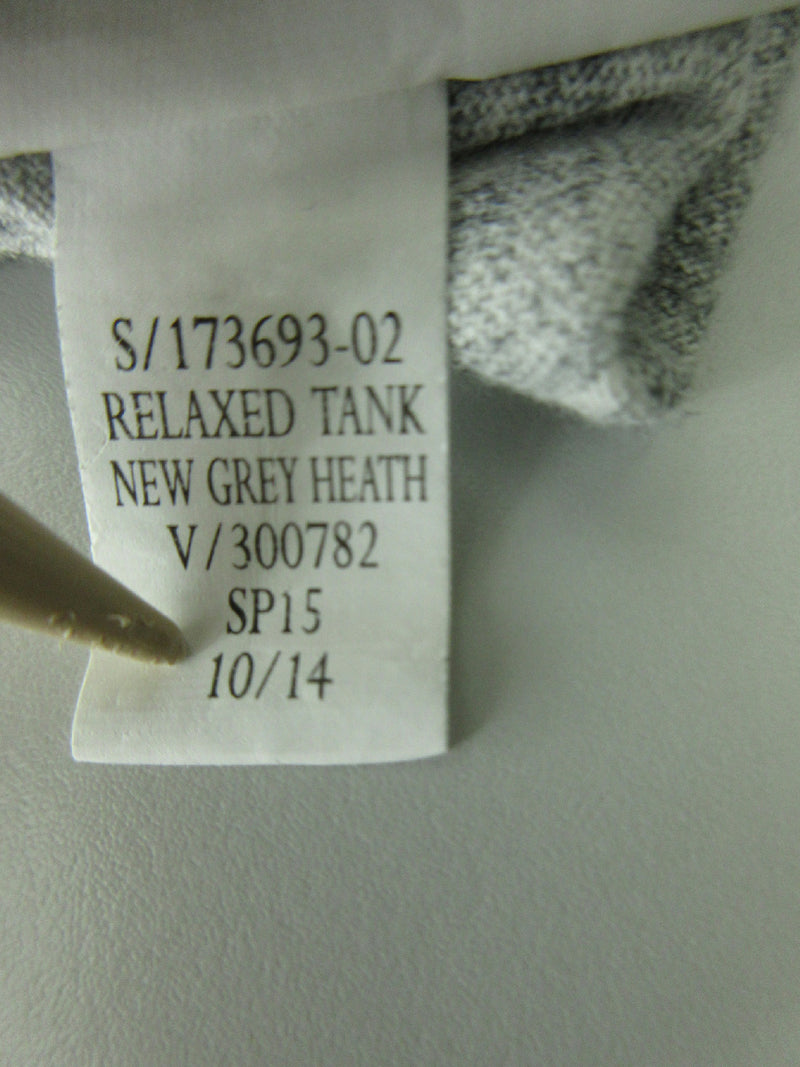 S/173693-02
RELAXED TANK
NEW GREY HEATH
V/300782
SP15
10/14